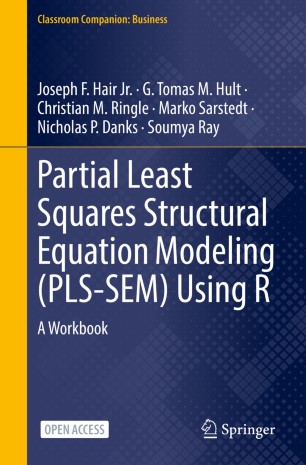 Classroom Companion: Business
Joseph F. Hair Jr. · G. Tomas M. Hult ·
Christian M. Ringle · Marko Sarstedt ·
Nicholas P. Danks · Soumya Ray
Partial Least
Squares Structural
Equation Modeling
(PLS-SEM) Using R
A Workbook
OPEN ACCESS
Springer